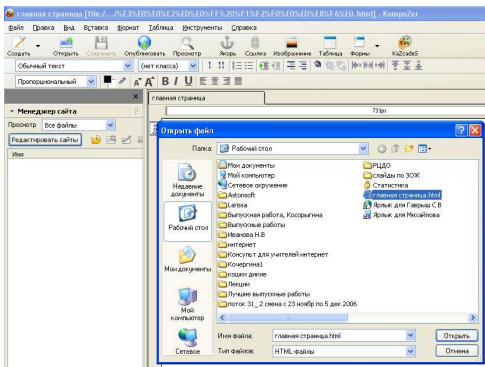 главная страница [file:/.../%E3%EB%E0%E2%ED%E0%FF%20%F1%F2%F0%E0%ED%E8%F6%E0.html] - KompoZer
Файл Правка Вид Вставка Формат Таблица Инструменты Справка
Создать Открыть Сохранить Опубликовать Просмотр Якорь Ссылка Изображение Таблица Формы KaZcadeS
Обычный текст (нет класса)
Пропорциональный
главная страница
Менеджер сайта
731px
Просмотр Все файлы
Редактировать сайты
Имя
Открыть файл
Папка: Рабочий стол
Недавние документы
Рабочий стол
Мои документы
Мой компьютер
Сетевое
Мои документы
Мой компьютер
Сетевое окружение
Astonsoft
Larissa
Выпускная работа, Косорыгина
Выпускные работы
Иванова Н.В
интернет
Консульт для учителей интернет
Кочергина1
кошки дикие
Лекции
Лучшие выпускные работы
поток 31_ 2 смена с 23 ноябр по 5 дек 2006
РЦДО
слайды по ЗОЖ
Статистика
главная страница.html
Ярлык для Гаврыш С В
Ярлык для Михайлова
Имя файла: главная страница.html Открыть
Тип файлов: HTML-файлы Отмена